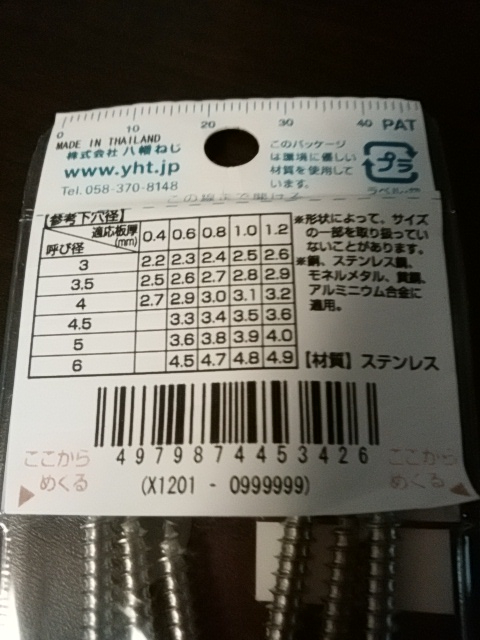 0 10 20 30 40 PAT
MADE IN THAILAND
株式会社 八幡ねじ
www.yht.jp
Tel. 058-370-8148
このパッケージ
は環境に優しい
材質を使用して
います。
プラ
【参考下穴径】
適応板厚(mm) 0.4 0.6 0.8 1.0 1.2
呼び径
3 2.2 2.3 2.4 2.5 2.6
3.5 2.5 2.6 2.7 2.8 2.9
4 2.7 2.9 3.0 3.1 3.2
4.5 3.3 3.4 3.5 3.6
5 3.6 3.8 3.9 4.0
6 4.5 4.7 4.8 4.9
※形状によって、サイズ
の一部を取り扱ってい
ないことがあります。
※鋼、ステンレス鋼、
モネルメタル、黄銅、
アルミニウム合金に
適用。
【材質】ステンレス
4979874453426
(X1201 - 0999999)
ここから
めくる
ここから
めくる